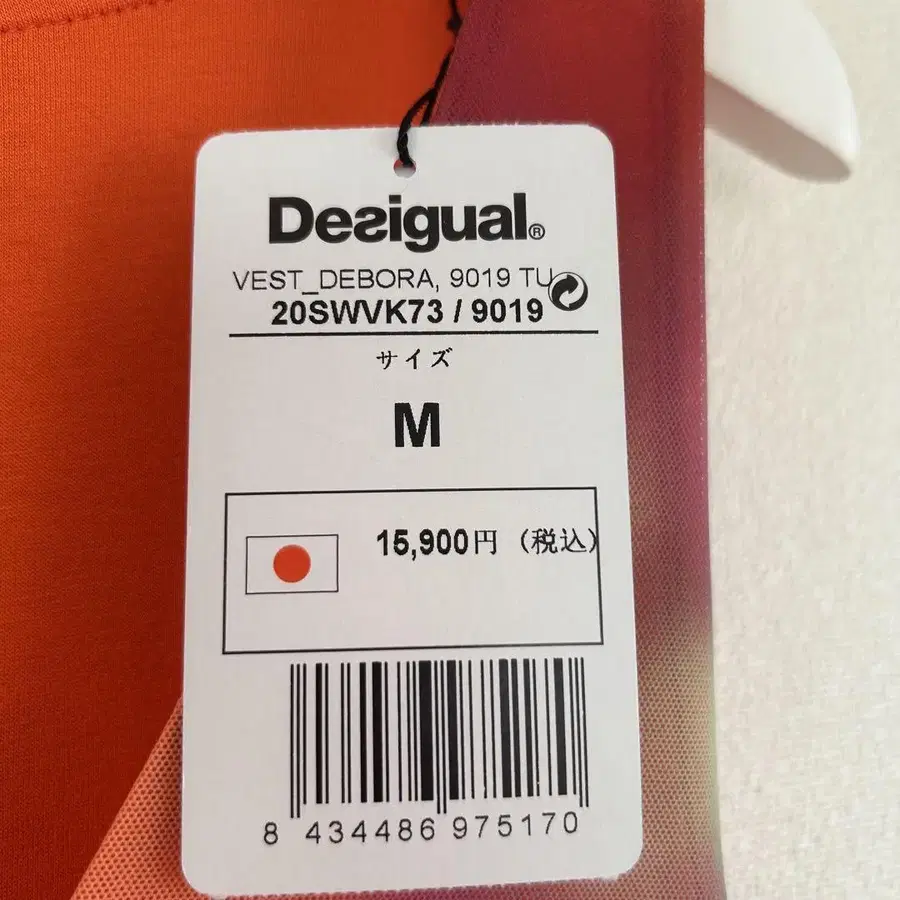 Desigual®
VEST_DEBORA, 9019 TU
20SWVK73 / 9019
サイズ
M
15,900円 (税込)
8 434486 975170